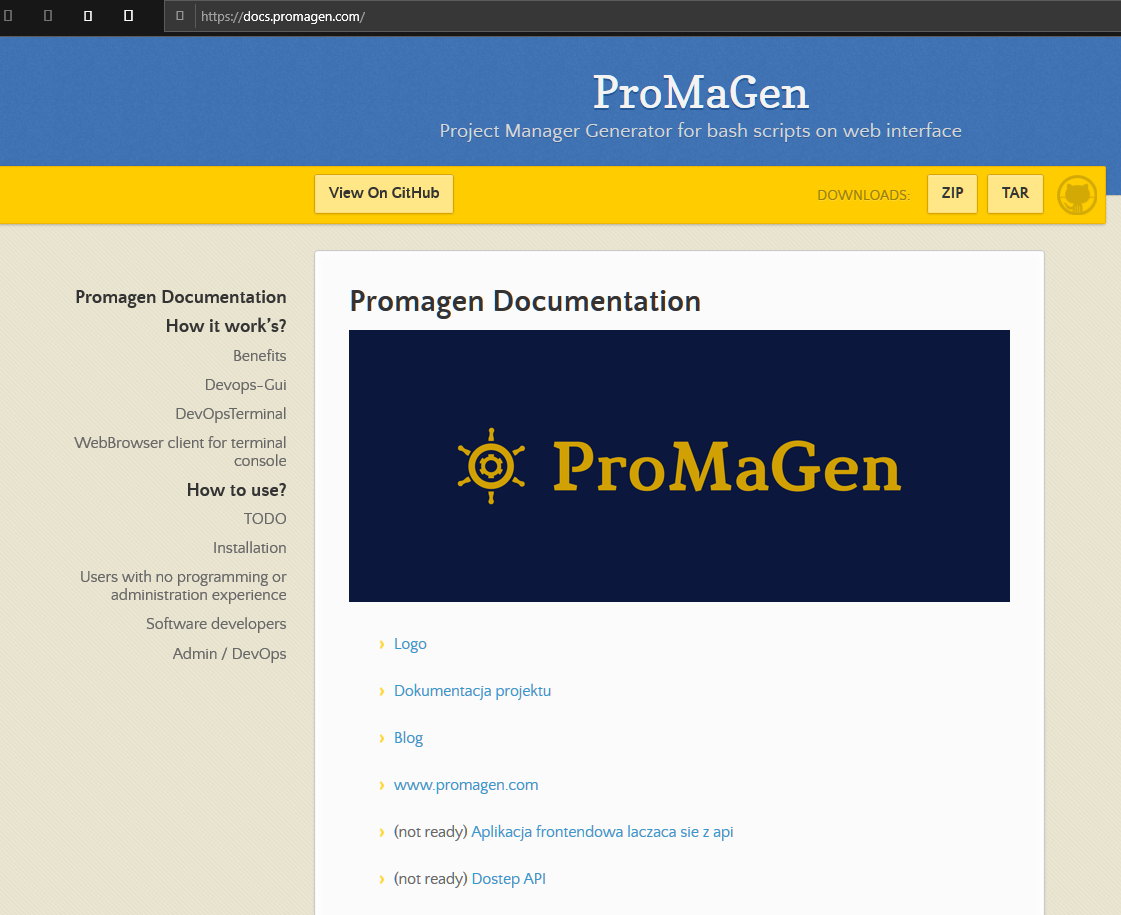 https://docs.promagen.com/
ProMaGen
Project Manager Generator for bash scripts on web interface
View On GitHub
DOWNLOADS:
ZIP
TAR
Promagen Documentation
How it work's?
Benefits
Devops-Gui
DevOpsTerminal
WebBrowser client for terminal
console
How to use?
TODO
Installation
Users with no programming or
administration experience
Software developers
Admin / DevOps
Promagen Documentation
ProMaGen
Logo
Dokumentacja projektu
Blog
www.promagen.com
(not ready) Aplikacja frontendowa laczaca sie z api
(not ready) Dostep API